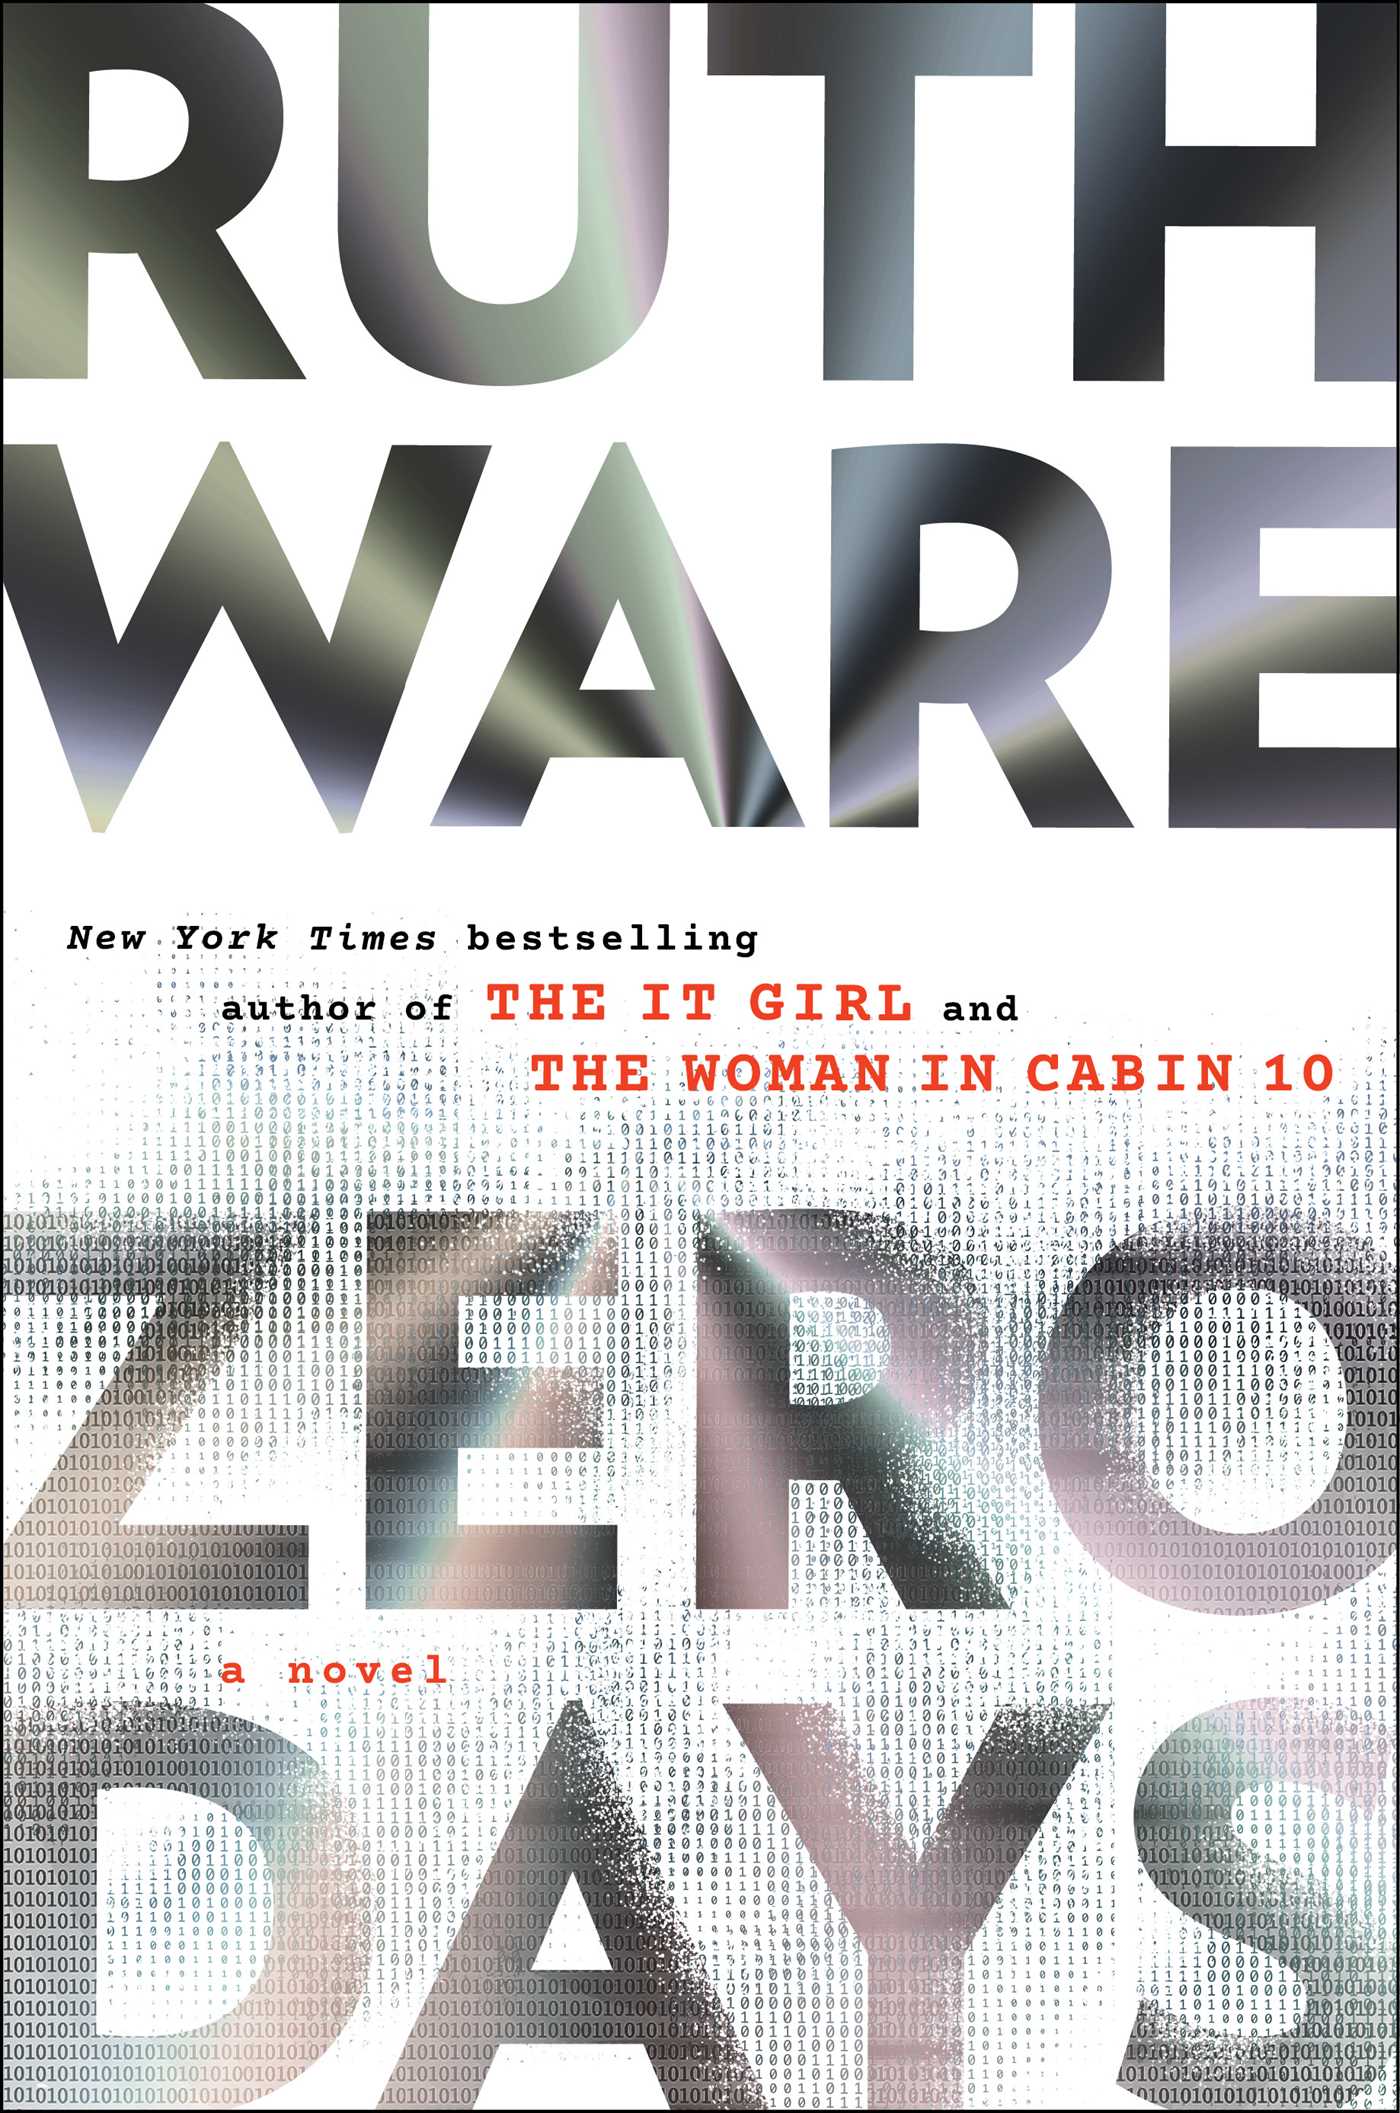 RUTH
WARE
New York Times bestselling
author of THE IT GIRL and
THE WOMAN IN CABIN 10
ZERO
a novel
DAYS